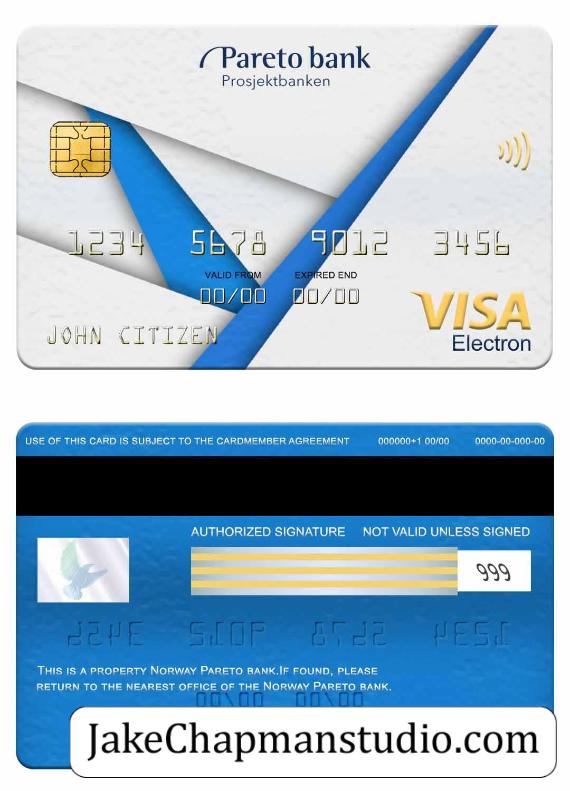 Pareto bank
Prosjektbanken
1234 5678 9012 3456
VALID FROM EXPIRED END
00/00 00/00
JOHN CITIZEN
VISA
Electron
USE OF THIS CARD IS SUBJECT TO THE CARDMEMBER AGREEMENT 000000+1 00/00 0000-00-000-00
AUTHORIZED SIGNATURE NOT VALID UNLESS SIGNED
999
THIS IS A PROPERTY NORWAY PARETO BANK.IF FOUND, PLEASE
RETURN TO THE NEAREST OFFICE OF THE NORWAY PARETO BANK.
JakeChapmanstudio.com